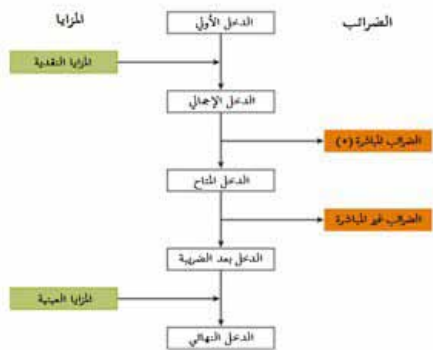 الضرائب
المزايا
الدخل الأولي
المزايا النقدية
الدخل الإجمالي
الضرائب المباشرة (*)
الدخل المتاح
الضرائب غير المباشرة
الدخل بعد الضريبة
المزايا العينية
الدخل النهائي